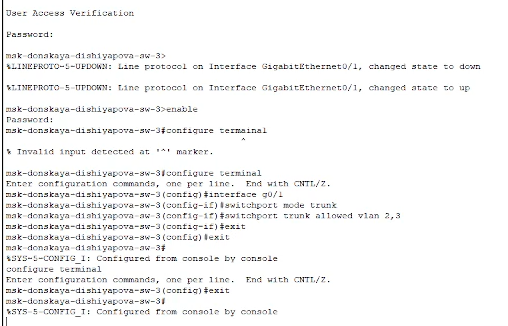 User Access Verification
Password:
msk-donskaya-dishiyapova-sw-3>
%LINEPROTO-5-UPDOWN: Line protocol on Interface GigabitEthernet0/1, changed state to down
%LINEPROTO-5-UPDOWN: Line protocol on Interface GigabitEthernet0/1, changed state to up
msk-donskaya-dishiyapova-sw-3>enable
Password:
msk-donskaya-dishiyapova-sw-3#configure termainal
^
% Invalid input detected at '^' marker.
msk-donskaya-dishiyapova-sw-3#configure terminal
Enter configuration commands, one per line.  End with CNTL/Z.
msk-donskaya-dishiyapova-sw-3(config)#interface g0/1
msk-donskaya-dishiyapova-sw-3(config-if)#switchport mode trunk
msk-donskaya-dishiyapova-sw-3(config-if)#switchport trunk allowed vlan 2,3
msk-donskaya-dishiyapova-sw-3(config-if)#exit
msk-donskaya-dishiyapova-sw-3(config)#exit
msk-donskaya-dishiyapova-sw-3#
%SYS-5-CONFIG_I: Configured from console by console
configure terminal
Enter configuration commands, one per line.  End with CNTL/Z.
msk-donskaya-dishiyapova-sw-3(config)#exit
msk-donskaya-dishiyapova-sw-3#
%SYS-5-CONFIG_I: Configured from console by console